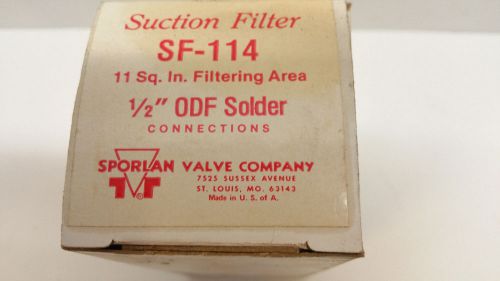 Suction Filter
SF-114
11 Sq. In. Filtering Area
1/2" ODF Solder
CONNECTIONS
SPORLAN VALVE COMPANY
7525 SUSSEX AVENUE
ST. LOUIS, MO. 63143
Made in U. S. of A.